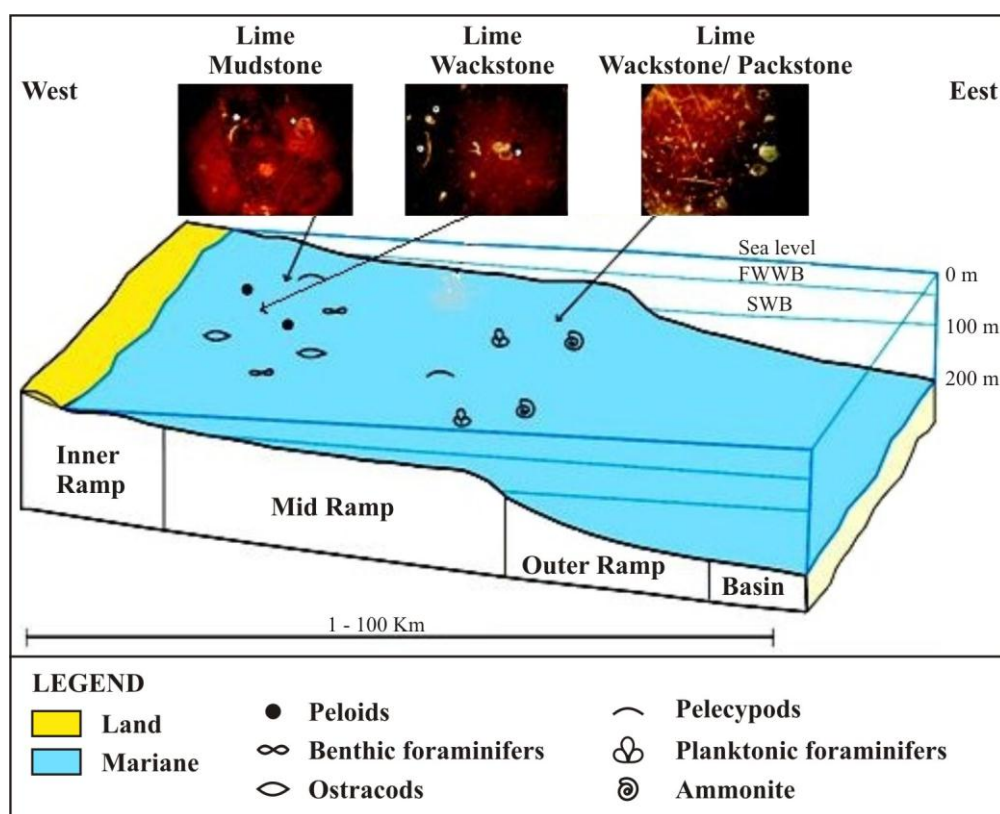 Lime
Mudstone
Lime
Wackstone
Lime
Wackstone/ Packstone
West
Eest
Sea level
FWWB
SWB
0 m
100 m
200 m
Inner
Ramp
Mid Ramp
Outer Ramp
Basin
1 - 100 Km
LEGEND
Land
Mariane
Peloids
Benthic foraminifers
Ostracods
Pelecypods
Planktonic foraminifers
Ammonite